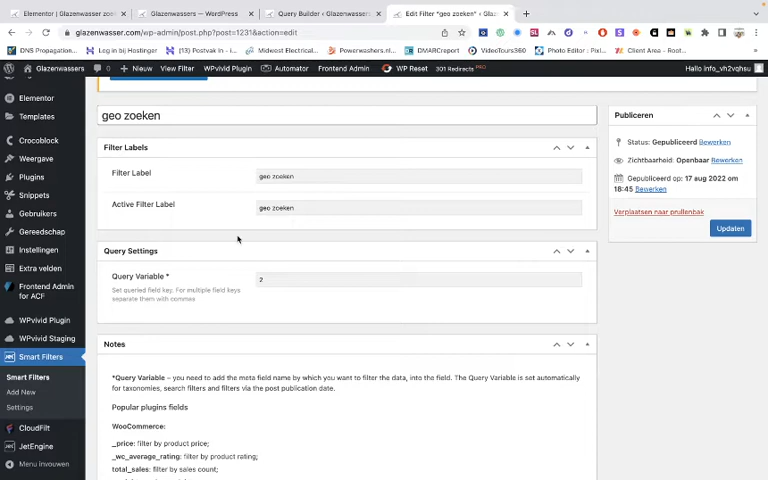 Elementor | Glazenwasser zoe
Glazenwassers — WordPress
Query Builder ‹ Glazenwassers
Edit Filter "geo zoeken" ‹ Glaz
glazenwasser.com/wp-admin/post.php?post=1231&action=edit
DNS Propagation...
Log in bij Hostinger
(3) Postvak In - i...
Midwest Electrical...
Powerwashers.nl...
DMARCreport
VideoTours360
Photo Editor : Pixl...
Client Area - Root...
Glazenwassers
0
+ Nieuw
View Filter
WPvivid Plugin
Automator
Frontend Admin
WP Reset
301 Redirects PRO
Hallo info_vh2vqhsu
Elementor
Templates
Crocoblock
Weergave
Plugins
Snippets
Gebruikers
Gereedschap
Instellingen
Extra velden
Frontend Admin
for ACF
WPvivid Plugin
WPvivid Staging
Smart Filters
Smart Filters
Add New
Settings
CloudFilt
JetEngine
Menu invouwen
geo zoeken
Filter Labels
Filter Label
geo zoeken
Active Filter Label
geo zoeken
Query Settings
Query Variable *
2
Set queried field key. For multiple field keys
separate them with commas
Notes
*Query Variable – you need to add the meta field name by which you want to filter the data, into the field. The Query Variable is set automatically
for taxonomies, search filters and filters via the post publication date.
Popular plugins fields
WooCommerce:
_price: filter by product price;
_wc_average_rating: filter by product rating;
total_sales: filter by sales count;
Publiceren
Status: Gepubliceerd Bewerken
Zichtbaarheid: Openbaar Bewerken
Gepubliceerd op: 17 aug 2022 om
18:45 Bewerken
Verplaatsen naar prullenbak
Updaten